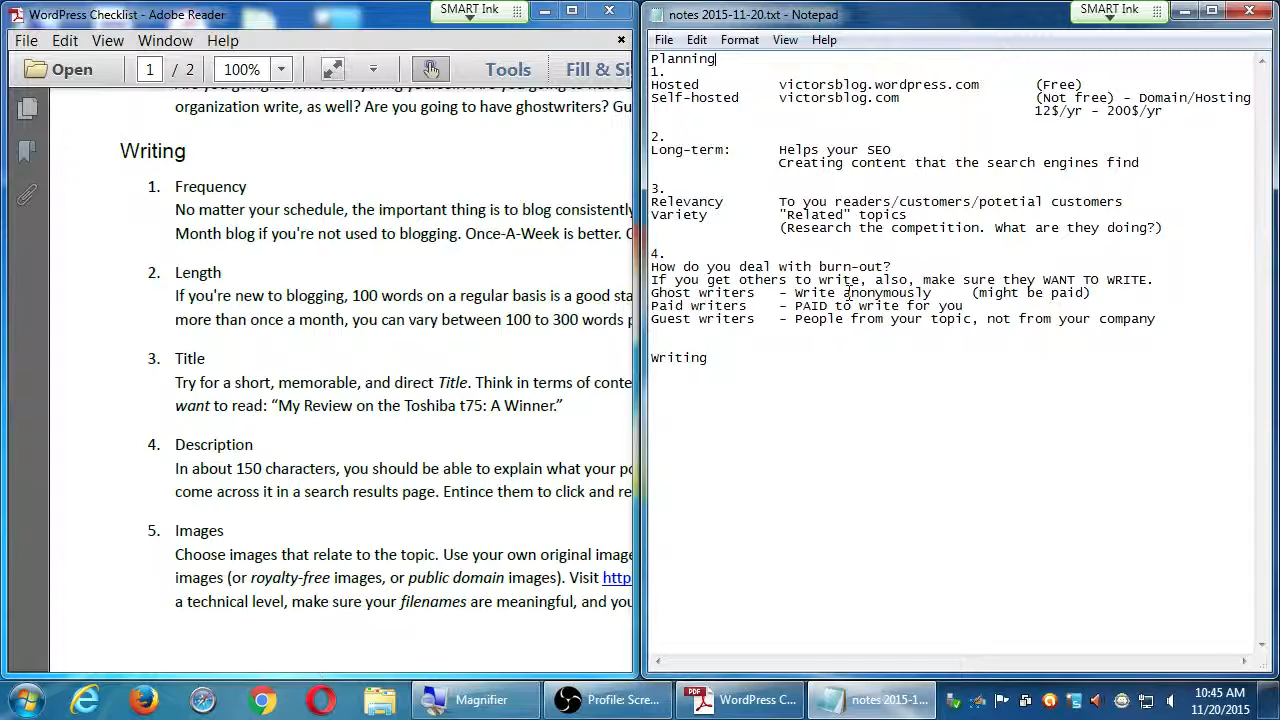 WordPress Checklist - Adobe Reader
SMART Ink
File Edit View Window Help
Open 1 / 2 100% Tools Fill & Si
organization write, as well? Are you going to have ghostwriters? Gu
Writing
1. Frequency
No matter your schedule, the important thing is to blog consistently
Month blog if you're not used to blogging. Once-A-Week is better. O
2. Length
If you're new to blogging, 100 words on a regular basis is a good sta
more than once a month, you can vary between 100 to 300 words p
3. Title
Try for a short, memorable, and direct Title. Think in terms of conte
want to read: “My Review on the Toshiba t75: A Winner.”
4. Description
In about 150 characters, you should be able to explain what your po
come across it in a search results page. Entince them to click and re
5. Images
Choose images that relate to the topic. Use your own original image
images (or royalty-free images, or public domain images). Visit http
a technical level, make sure your filenames are meaningful, and you
notes 2015-11-20.txt - Notepad
SMART Ink
File Edit Format View Help
Planning
1.
Hosted victorsblog.wordpress.com (Free)
Self-hosted victorsblog.com (Not free) - Domain/Hosting
12$/yr - 200$/yr
2.
Long-term: Helps your SEO
Creating content that the search engines find
3.
Relevancy To you readers/customers/potetial customers
Variety "Related" topics
(Research the competition. What are they doing?)
4.
How do you deal with burn-out?
If you get others to write, also, make sure they WANT TO WRITE.
Ghost writers - Write anonymously (might be paid)
Paid writers - PAID to write for you
Guest writers - People from your topic, not from your company
Writing
Magnifier Profile: Scre... WordPress C... notes 2015-1...
10:45 AM
11/20/2015